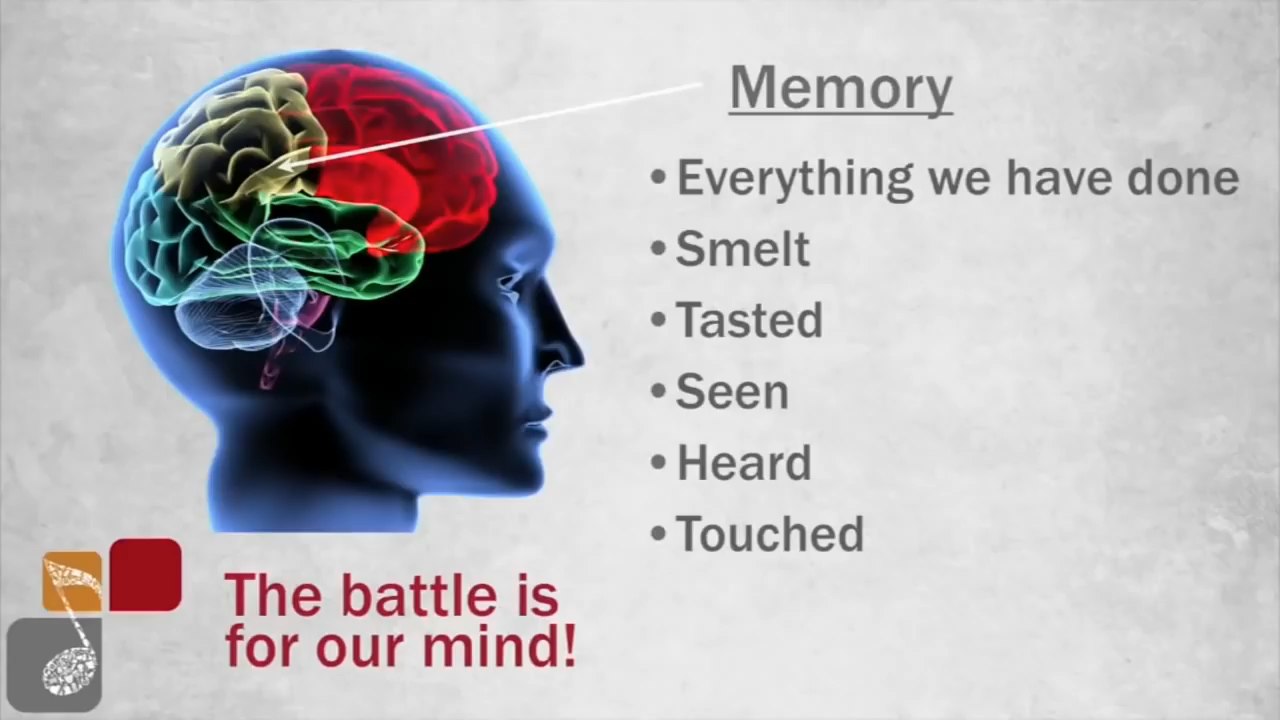 Memory
• Everything we have done
• Smelt
• Tasted
• Seen
• Heard
• Touched
The battle is
for our mind!